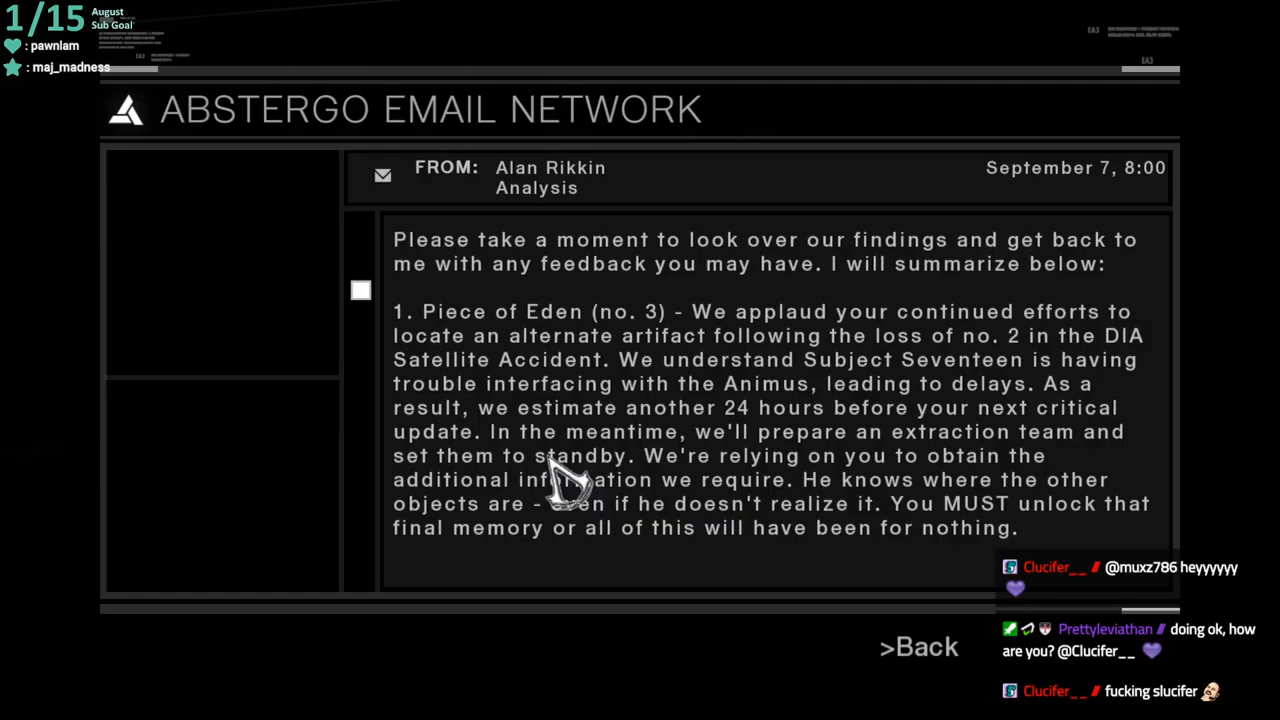 1/15
August
Sub Goal
: pawnlam
: maj_madness
[A]
[A]
[A]
ABSTERGO EMAIL NETWORK
FROM: Alan Rikkin
September 7, 8:00
Analysis
Please take a moment to look over our findings and get back to
me with any feedback you may have. I will summarize below:
1. Piece of Eden (no. 3) - We applaud your continued efforts to
locate an alternate artifact following the loss of no. 2 in the DIA
Satellite Accident. We understand Subject Seventeen is having
trouble interfacing with the Animus, leading to delays. As a
result, we estimate another 24 hours before your next critical
update. In the meantime, we'll prepare an extraction team and
set them to standby. We're relying on you to obtain the
additional information we require. He knows where the other
objects are - even if he doesn't realize it. You MUST unlock that
final memory or all of this will have been for nothing.
>Back
Clucifer__ // @muxz786 heyyyyyy
Prettyleviathan // doing ok, how
are you? @Clucifer__
Clucifer__ // fucking slucifer